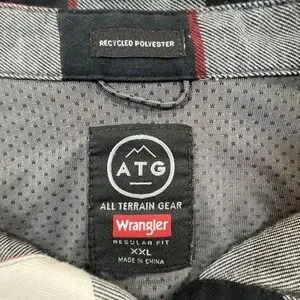 RECYCLED POLYESTER
ATG
ALL TERRAIN GEAR
Wrangler
REGULAR FIT
XXL
MADE IN CHINA